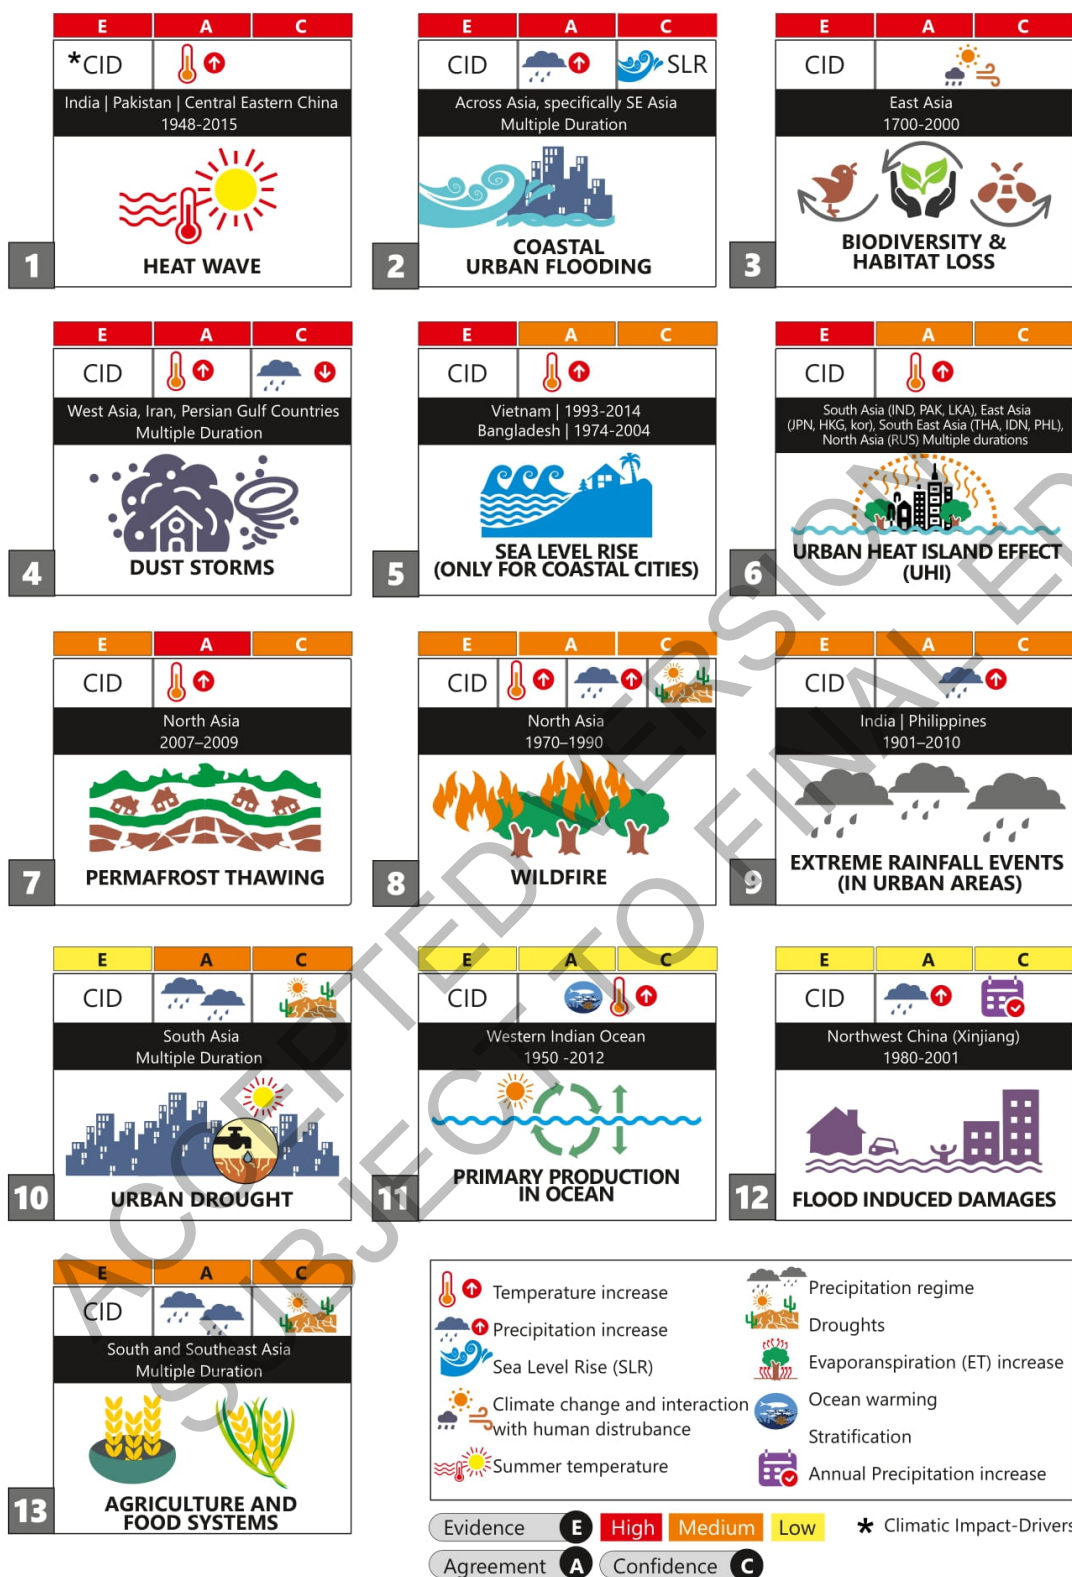 E A C
*CID
India | Pakistan | Central Eastern China
1948-2015
1
HEAT WAVE
E A C
CID SLR
Across Asia, specifically SE Asia
Multiple Duration
2
COASTAL
URBAN FLOODING
E A C
CID
East Asia
1700-2000
3
BIODIVERSITY &
HABITAT LOSS
E A C
CID
West Asia, Iran, Persian Gulf Countries
Multiple Duration
4
DUST STORMS
E A C
CID
Vietnam | 1993-2014
Bangladesh | 1974-2004
5
SEA LEVEL RISE
(ONLY FOR COASTAL CITIES)
E A C
CID
South Asia (IND, PAK, LKA), East Asia
(JPN, HKG, kor), South East Asia (THA, IDN, PHL),
North Asia (RUS) Multiple durations
6
URBAN HEAT ISLAND EFFECT
(UHI)
E A C
CID
North Asia
2007–2009
7
PERMAFROST THAWING
E A C
CID
North Asia
1970–1990
8
WILDFIRE
E A C
CID
India | Philippines
1901–2010
9
EXTREME RAINFALL EVENTS
(IN URBAN AREAS)
E A C
CID
South Asia
Multiple Duration
10
URBAN DROUGHT
E A C
CID
Western Indian Ocean
1950 -2012
11
PRIMARY PRODUCTION
IN OCEAN
E A C
CID
Northwest China (Xinjiang)
1980-2001
12
FLOOD INDUCED DAMAGES
E A C
CID
South and Southeast Asia
Multiple Duration
13
AGRICULTURE AND
FOOD SYSTEMS
Temperature increase
Precipitation increase
Sea Level Rise (SLR)
Climate change and interaction
with human distrubance
Summer temperature
Precipitation regime
Droughts
Evaporanspiration (ET) increase
Ocean warming
Stratification
Annual Precipitation increase
Evidence E High Medium Low * Climatic Impact-Drivers
Agreement A Confidence C
ACCEPTED VERSION
SUBJECT TO FINAL ED